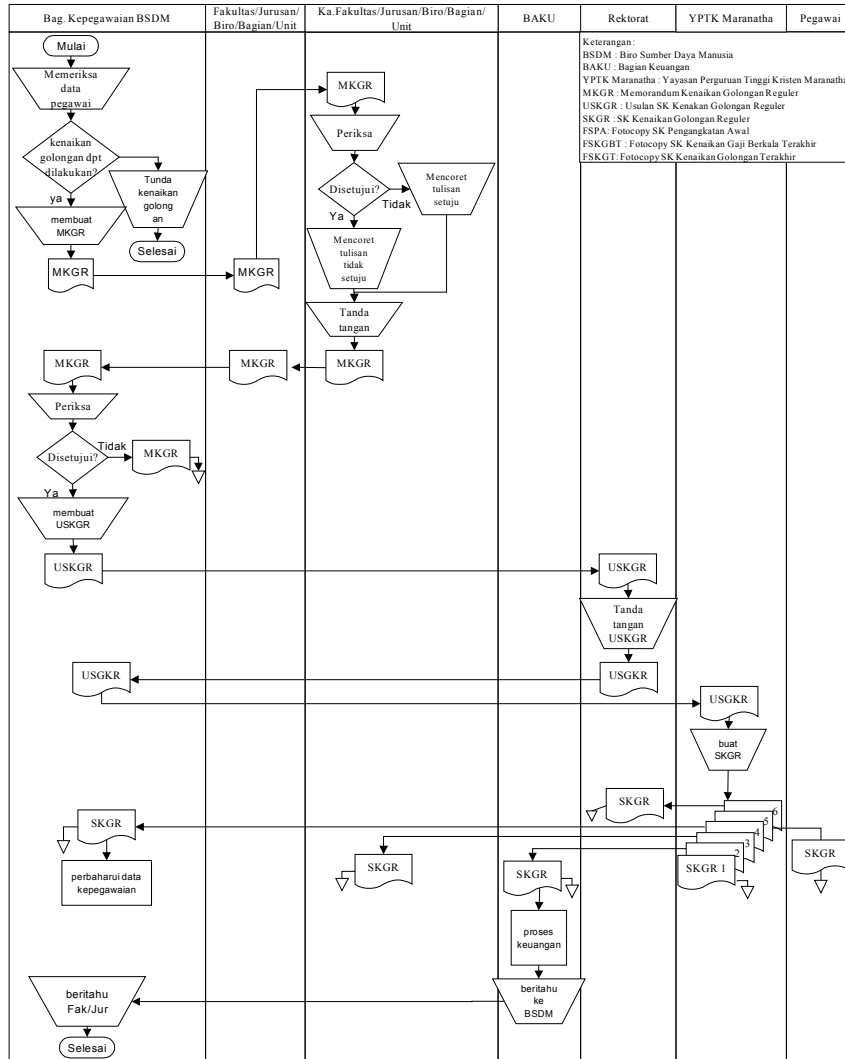 Bag. Kepegawaian BSDM
Fakultas/Jurusan/
Biro/Bagian/Unit
Ka.Fakultas/Jurusan/Biro/Bagian/
Unit
BAKU
Rektorat
YPTK Maranatha
Pegawai
Keterangan :
BSDM : Biro Sumber Daya Manusia
BAKU : Bagian Keuangan
YPTK Maranatha : Yayasan Perguruan Tinggi Kristen Maranatha
MKGR : Memorandum Kenaikan Golongan Reguler
USKGR : Usulan SK Kenakan Golongan Reguler
SKGR : SK Kenaikan Golongan Reguler
FSPA: Fotocopy SK Pengangkatan Awal
FSKGBT : Fotocopy SK Kenaikan Gaji Berkala Terakhir
FSKGT: Fotocopy SK Kenaikan Golongan Terakhir
Mulai
Memeriksa
data
pegawai
kenaikan
golongan dpt
dilakukan?
ya
Tunda
kenaikan
golong
an
membuat
MKGR
Selesai
MKGR
MKGR
MKGR
Periksa
Disetujui?
Tidak
Ya
Mencoret
tulisan
setuju
Mencoret
tulisan
tidak
setuju
Tanda
tangan
MKGR
MKGR
MKGR
Periksa
Disetujui?
Tidak
MKGR
Ya
membuat
USKGR
USKGR
USKGR
Tanda
tangan
USKGR
USGKR
USGKR
USGKR
buat
SKGR
SKGR
6
5
4
3
2
SKGR 1
SKGR
SKGR
SKGR
SKGR
perbaharui data
kepegawaian
proses
keuangan
beritahu
ke
BSDM
beritahu
Fak/Jur
Selesai